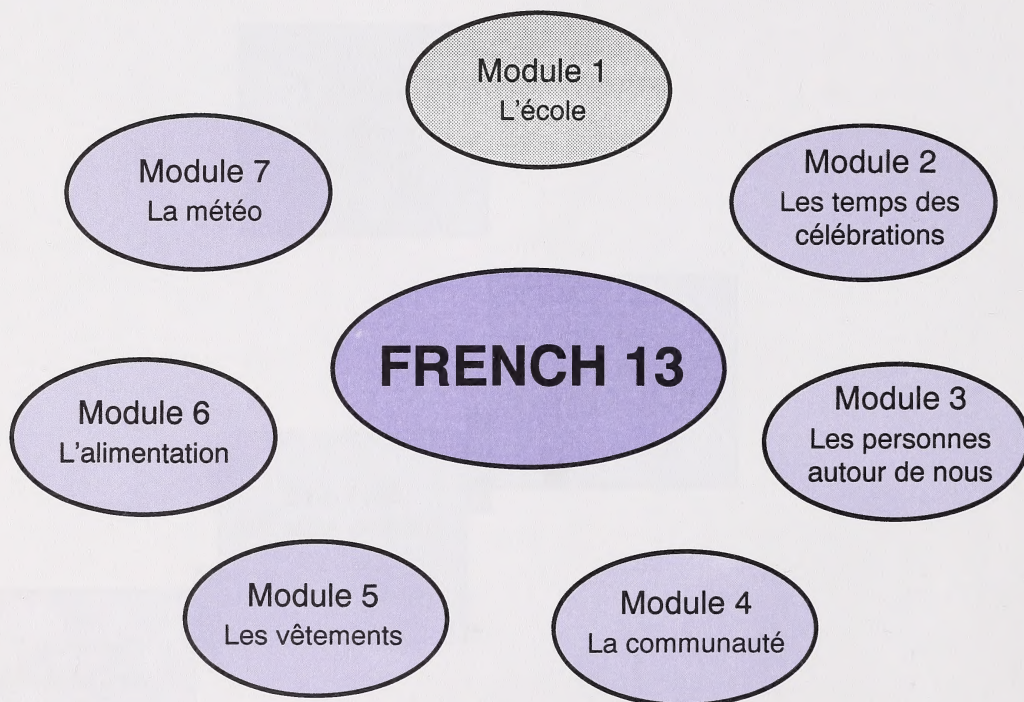 Module 1
L'école
Module 2
Les temps des
célébrations
Module 3
Les personnes
autour de nous
Module 4
La communauté
Module 5
Les vêtements
Module 6
L'alimentation
Module 7
La météo
FRENCH 13